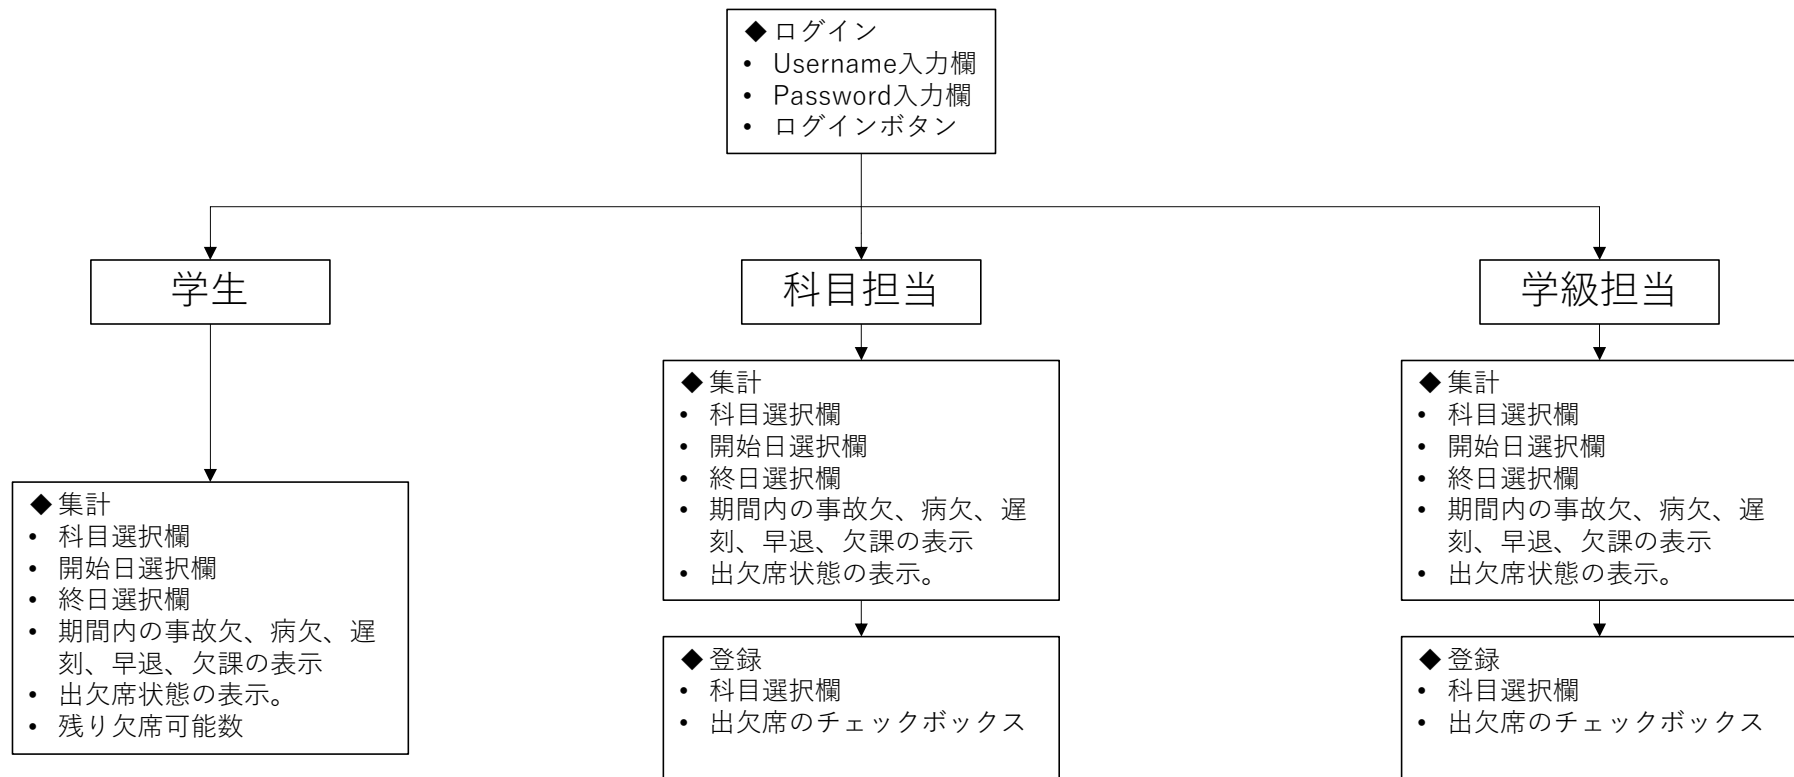 ◆ログイン
• Username入力欄
• Password入力欄
• ログインボタン
学生
科目担当
学級担当
◆集計
• 科目選択欄
• 開始日選択欄
• 終日選択欄
• 期間内の事故欠、病欠、遅
刻、早退、欠課の表示
• 出欠席状態の表示。
• 残り欠席可能数
◆集計
• 科目選択欄
• 開始日選択欄
• 終日選択欄
• 期間内の事故欠、病欠、遅
刻、早退、欠課の表示
• 出欠席状態の表示。
◆登録
• 科目選択欄
• 出欠席のチェックボックス
◆集計
• 科目選択欄
• 開始日選択欄
• 終日選択欄
• 期間内の事故欠、病欠、遅
刻、早退、欠課の表示
• 出欠席状態の表示。
◆登録
• 科目選択欄
• 出欠席のチェックボックス